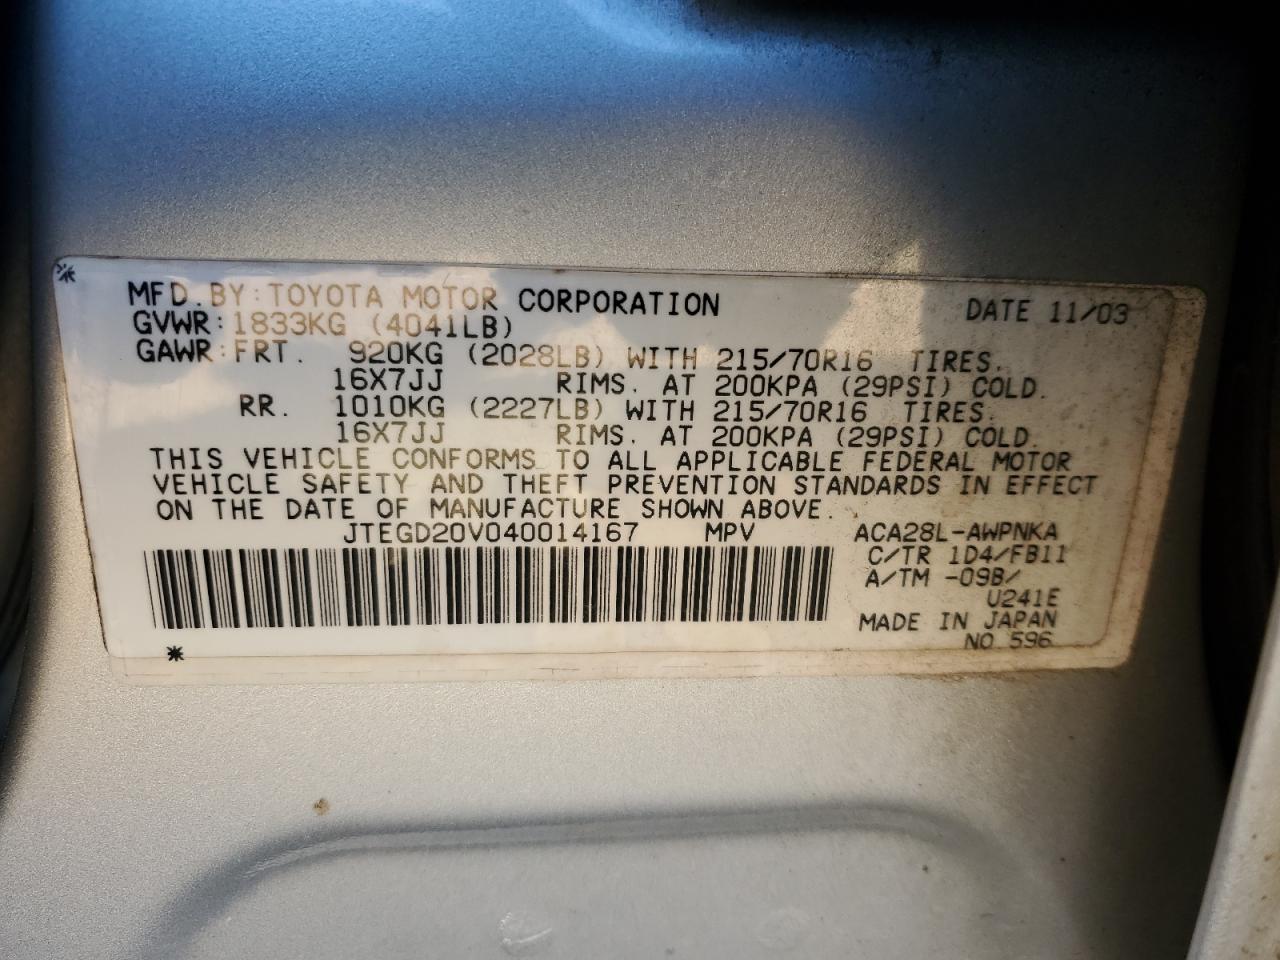 MFD. BY: TOYOTA MOTOR CORPORATION DATE 11/03
GVWR: 1833KG (4041LB)
GAWR: FRT. 920KG (2028LB) WITH 215/70R16 TIRES.
16X7JJ RIMS. AT 200KPA (29PSI) COLD.
RR. 1010KG (2227LB) WITH 215/70R16 TIRES.
16X7JJ RIMS. AT 200KPA (29PSI) COLD.
THIS VEHICLE CONFORMS TO ALL APPLICABLE FEDERAL MOTOR
VEHICLE SAFETY AND THEFT PREVENTION STANDARDS IN EFFECT
ON THE DATE OF MANUFACTURE SHOWN ABOVE.
JTEGD20V040014167 MPV ACA28L-AWPNKA
C/TR 1D4/FB11
A/TM -09B/
U241E
MADE IN JAPAN
NO. 596